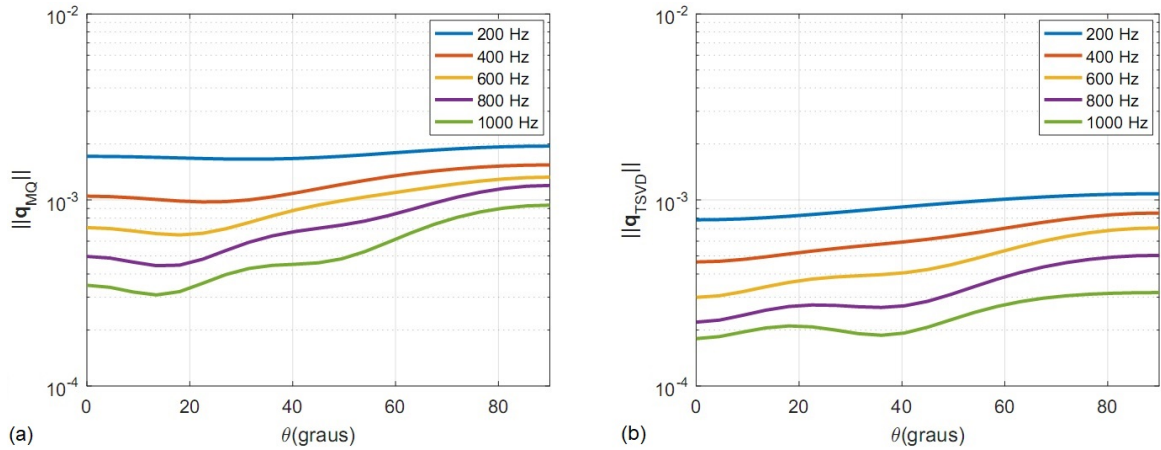 10^-2
200 Hz
400 Hz
600 Hz
800 Hz
1000 Hz
10^-3
||q_MQ||
10^-4
0
20
40
60
80
θ(graus)
(a)
10^-2
200 Hz
400 Hz
600 Hz
800 Hz
1000 Hz
10^-3
||q_TSVD||
10^-4
0
20
40
60
80
θ(graus)
(b)